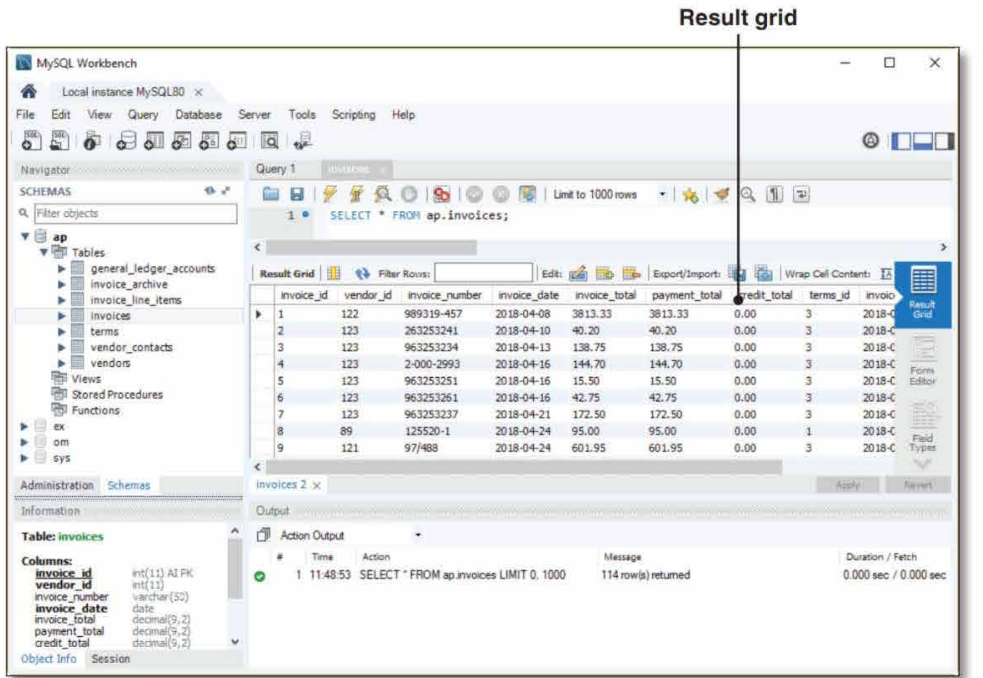 Result grid
MySQL Workbench
Local instance MySQL80 ×
File Edit View Query Database Server Tools Scripting Help
Navigator
SCHEMAS
Filter objects
ap
Tables
general_ledger_accounts
invoice_archive
invoice_line_items
invoices
terms
vendor_contacts
vendors
Views
Stored Procedures
Functions
ex
om
sys
Administration Schemas
Information
Table: invoices
Columns:
invoice_id int(11) AI PK
vendor_id int(11)
invoice_number varchar(50)
invoice_date date
invoice_total decimal(9,2)
payment_total decimal(9,2)
credit_total decimal(9,2)
Object Info Session
Query 1 invoices ×
Limit to 1000 rows
1 SELECT * FROM ap.invoices;
Result Grid Filter Rows: Edit: Export/Import: Wrap Cell Content:
invoice_id vendor_id invoice_number invoice_date invoice_total payment_total credit_total terms_id invoic
1 122 989319-457 2018-04-08 3813.33 3813.33 0.00 3 2018-0
2 123 263253241 2018-04-10 40.20 40.20 0.00 3 2018-0
3 123 963253234 2018-04-13 138.75 138.75 0.00 3 2018-0
4 123 2-000-2993 2018-04-16 144.70 144.70 0.00 3 2018-0
5 123 963253251 2018-04-16 15.50 15.50 0.00 3 2018-0
6 123 963253261 2018-04-16 42.75 42.75 0.00 3 2018-0
7 123 963253237 2018-04-21 172.50 172.50 0.00 3 2018-0
8 89 125520-1 2018-04-24 95.00 95.00 0.00 1 2018-0
9 121 97/488 2018-04-24 601.95 601.95 0.00 3 2018-0
Result
Grid
Form
Editor
Field
Types
invoices 2 × Apply Revert
Output
Action Output
# Time Action Message Duration / Fetch
1 11:48:53 SELECT * FROM ap.invoices LIMIT 0, 1000 114 row(s) returned 0.000 sec / 0.000 sec